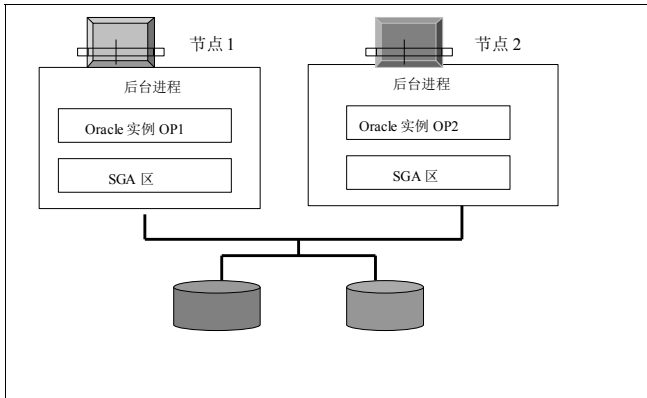 节点 1
节点 2
后台进程
Oracle 实例 OP1
SGA 区
后台进程
Oracle 实例 OP2
SGA 区